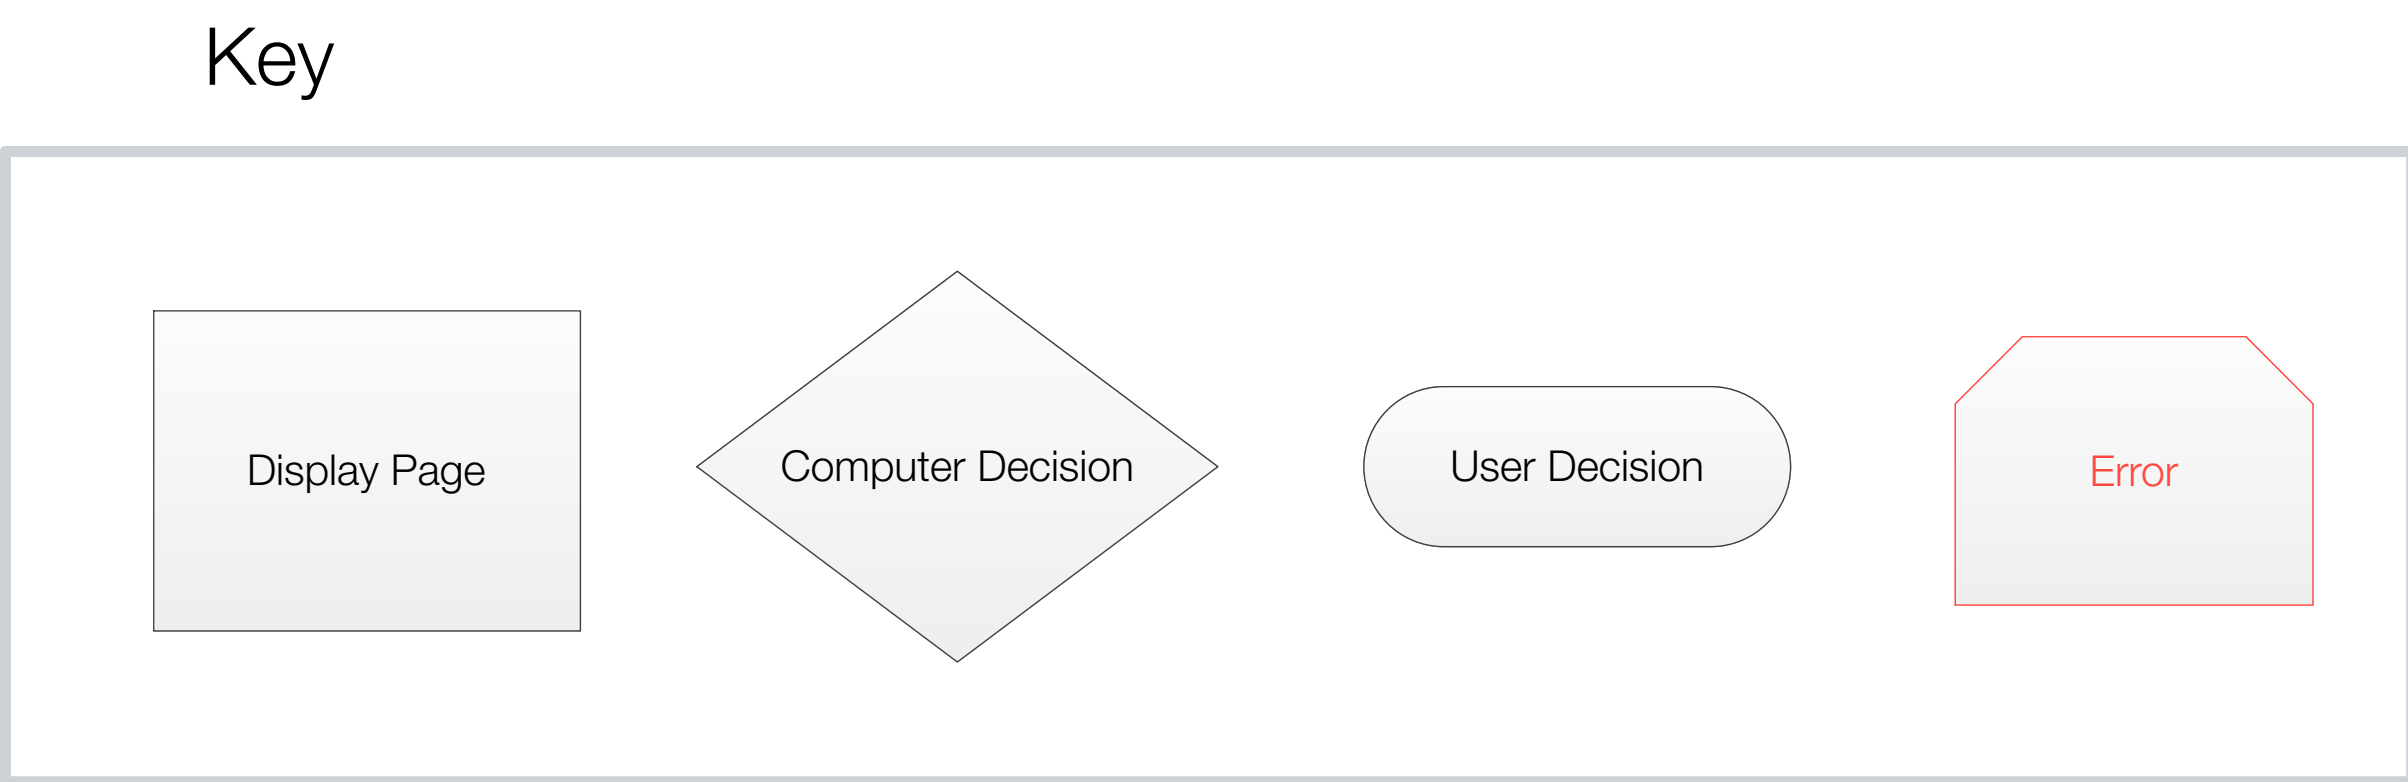 Key
Display Page
Computer Decision
User Decision
Error